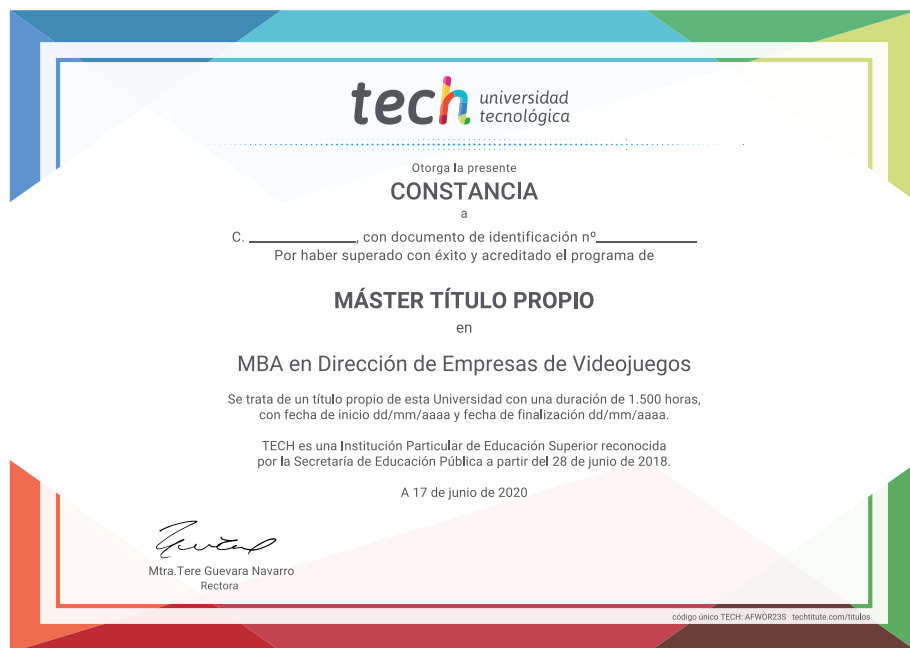 tech universidad
tecnológica
Otorga la presente
CONSTANCIA
a
C. ______________, con documento de identificación nº_____________
Por haber superado con éxito y acreditado el programa de
MÁSTER TÍTULO PROPIO
en
MBA en Dirección de Empresas de Videojuegos
Se trata de un título propio de esta Universidad con una duración de 1.500 horas,
con fecha de inicio dd/mm/aaaa y fecha de finalización dd/mm/aaaa.
TECH es una Institución Particular de Educación Superior reconocida
por la Secretaría de Educación Pública a partir del 28 de junio de 2018.
A 17 de junio de 2020
Mtra.Tere Guevara Navarro
Rectora
código único TECH: AFWOR23S techtitute.com/titulos